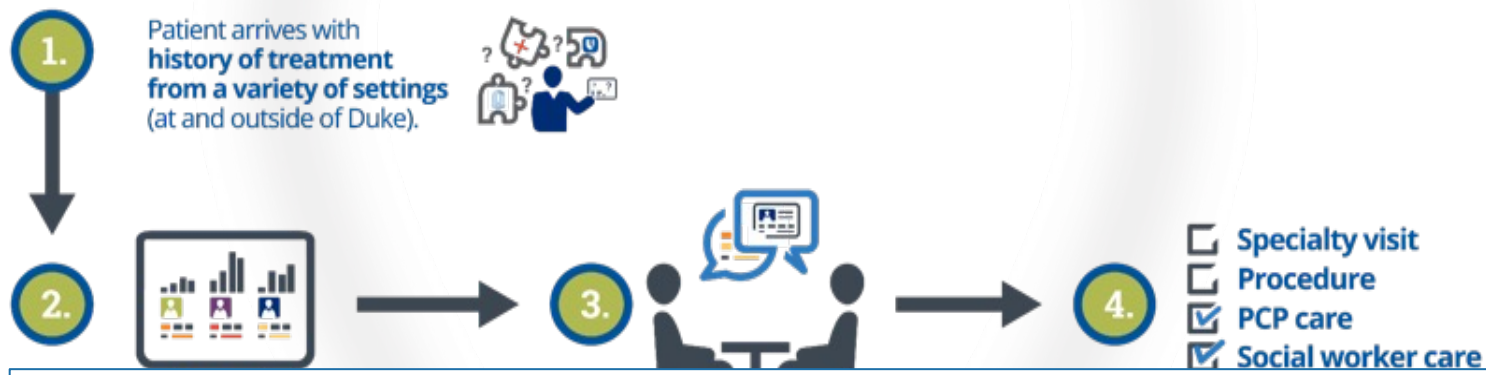 1.
Patient arrives with
history of treatment
from a variety of settings
(at and outside of Duke).
? ? ? ?
2.
3.
4.
Specialty visit
Procedure
PCP care
Social worker care